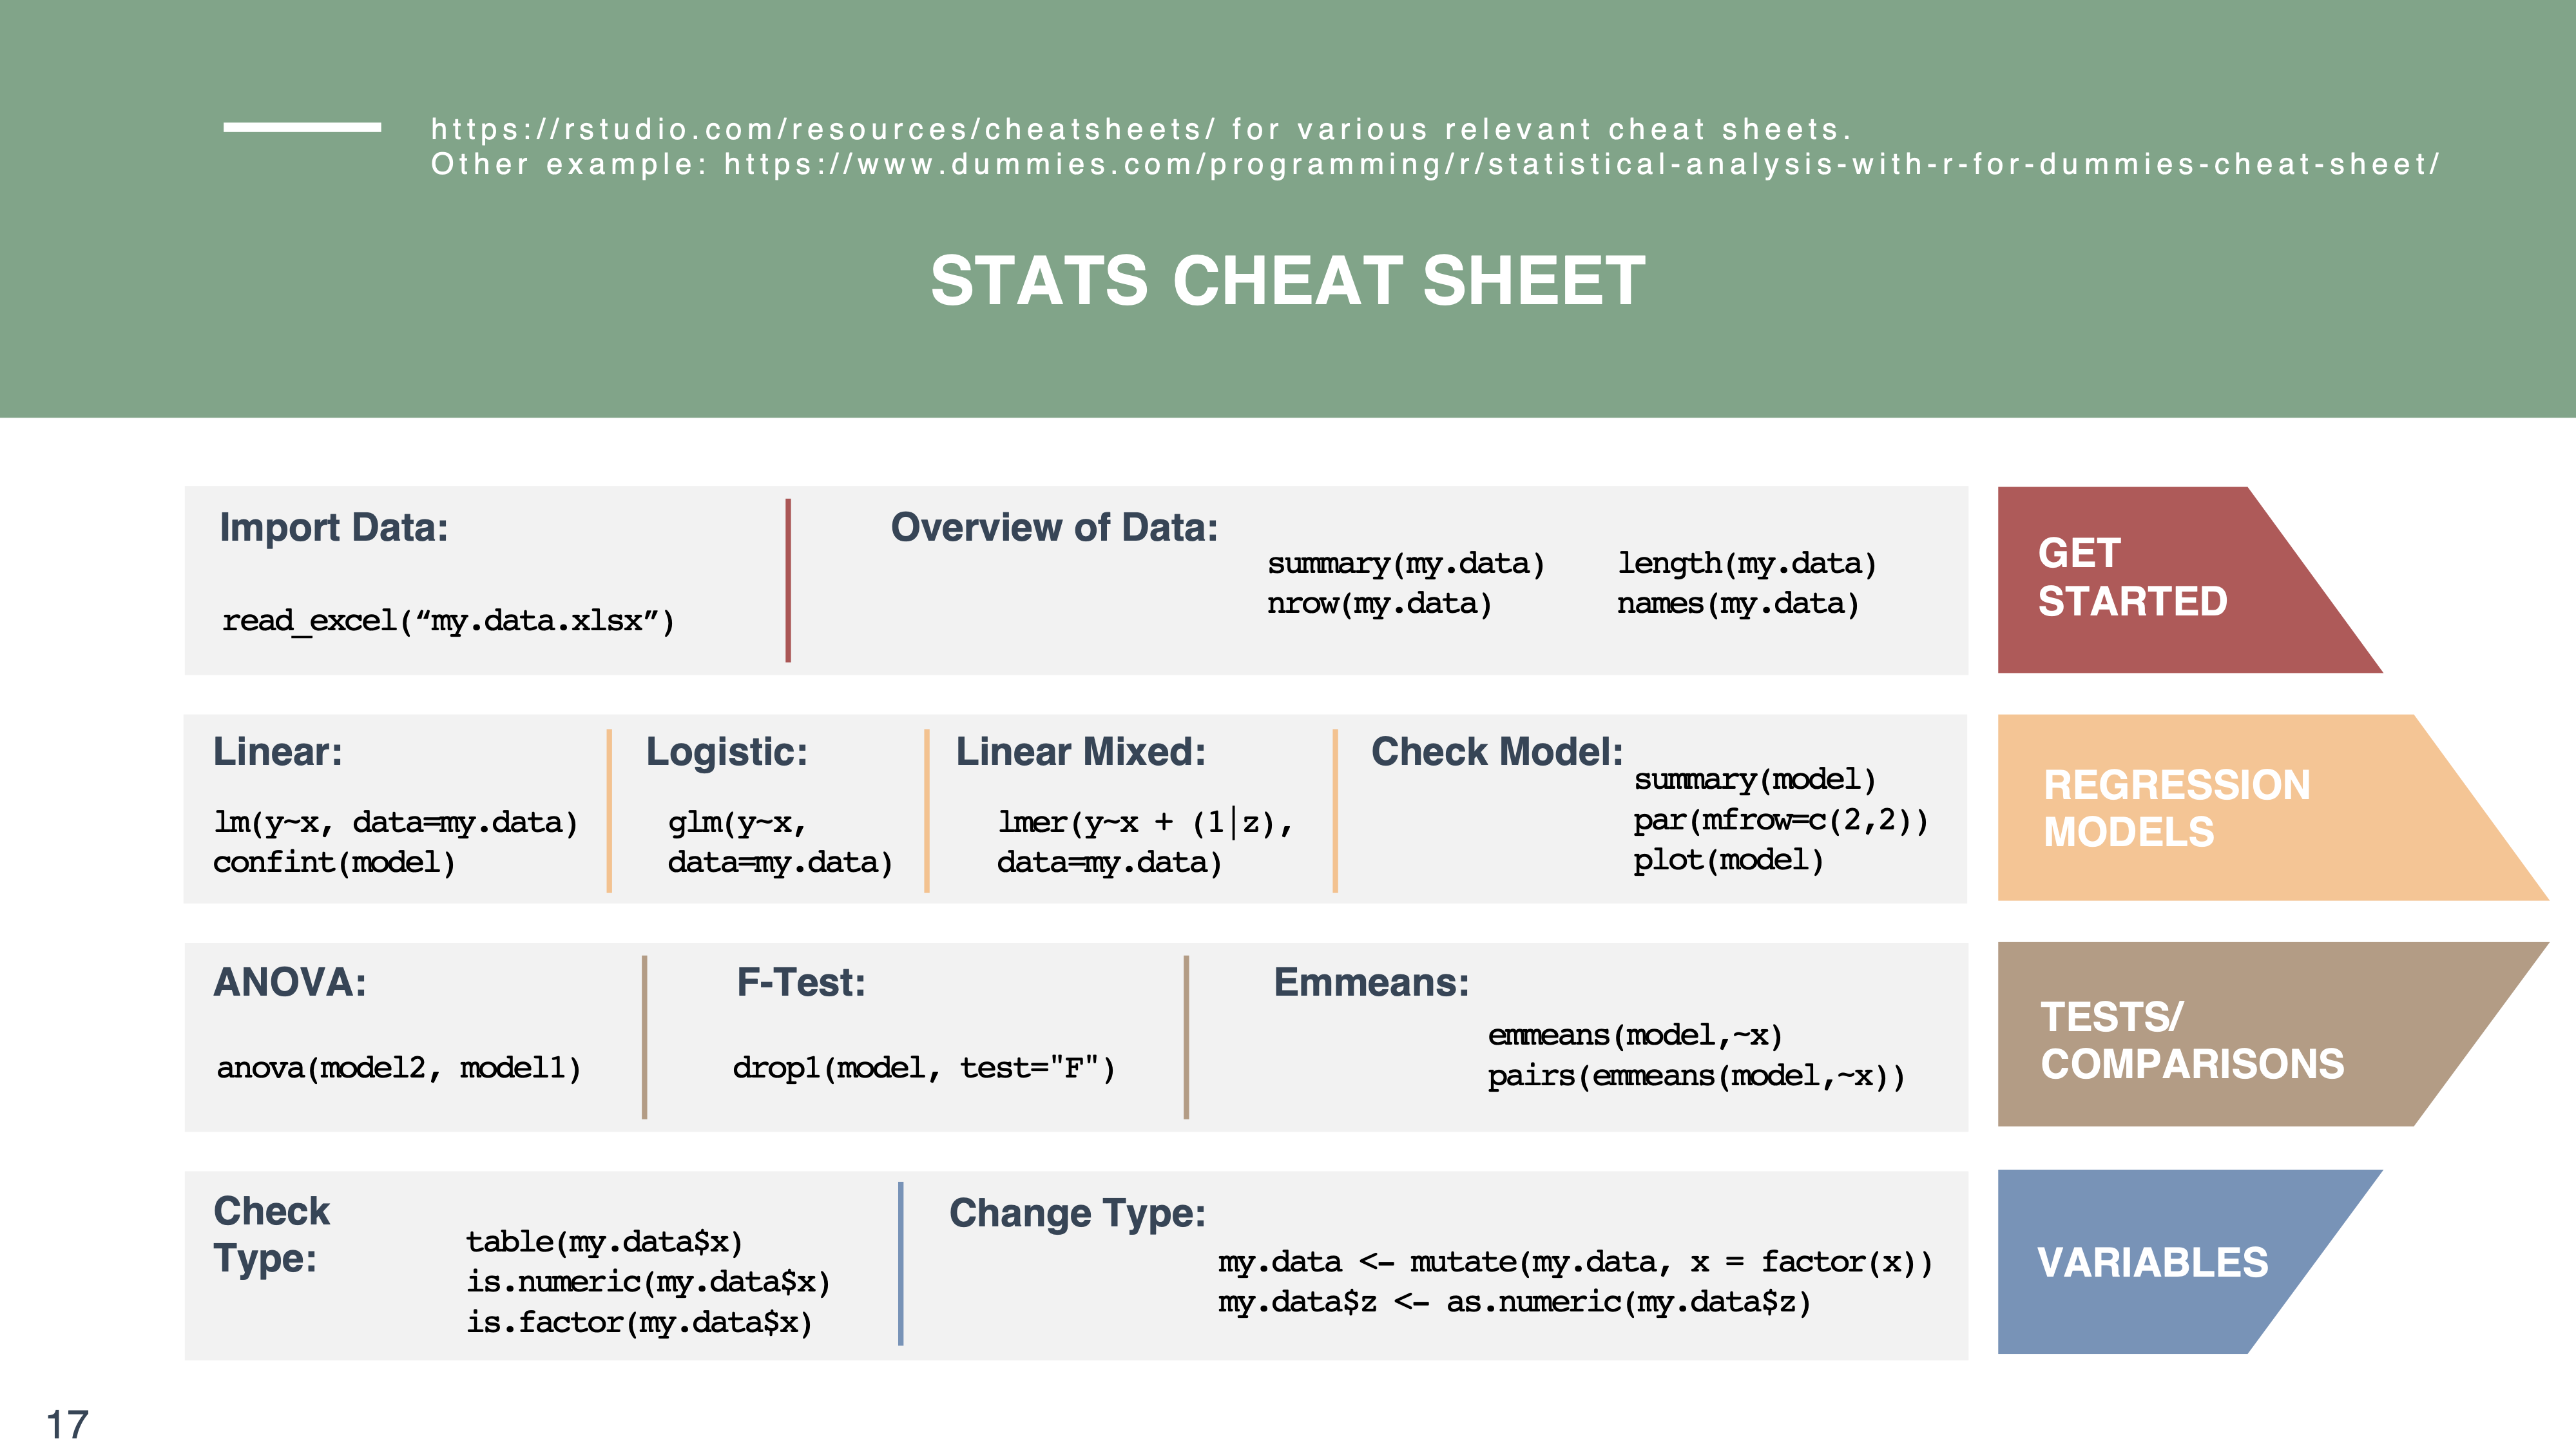 https://rstudio.com/resources/cheatsheets/ for various relevant cheat sheets.
Other example: https://www.dummies.com/programming/r/statistical-analysis-with-r-for-dummies-cheat-sheet/
STATS CHEAT SHEET
Import Data:
read_excel(“my.data.xlsx”)
Overview of Data:
summary(my.data)
nrow(my.data)
length(my.data)
names(my.data)
GET
STARTED
Linear:
lm(y~x, data=my.data)
confint(model)
Logistic:
glm(y~x,
data=my.data)
Linear Mixed:
lmer(y~x + (1|z),
data=my.data)
Check Model:
summary(model)
par(mfrow=c(2,2))
plot(model)
REGRESSION
MODELS
ANOVA:
anova(model2, model1)
F-Test:
drop1(model, test="F")
Emmeans:
emmeans(model,~x)
pairs(emmeans(model,~x))
TESTS/
COMPARISONS
Check
Type:
table(my.data$x)
is.numeric(my.data$x)
is.factor(my.data$x)
Change Type:
my.data <- mutate(my.data, x = factor(x))
my.data$z <- as.numeric(my.data$z)
VARIABLES
17